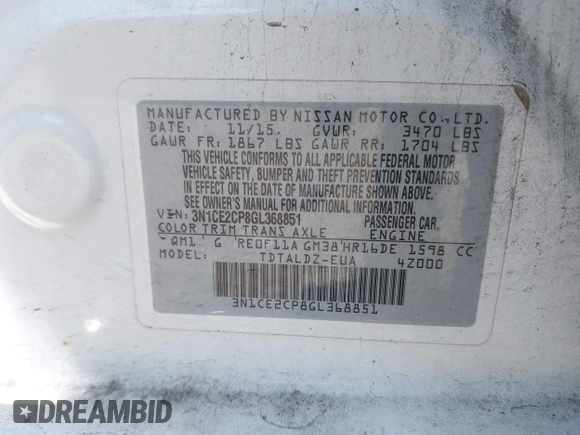 MANUFACTURED BY NISSAN MOTOR CO.,LTD.
DATE: 11/15 GVWR: 3470 LBS
GAWR FR: 1867 LBS GAWR RR: 1704 LBS
THIS VEHICLE CONFORMS TO ALL APPLICABLE FEDERAL MOTOR
VEHICLE SAFETY, BUMPER, AND THEFT PREVENTION STANDARDS
IN EFFECT ON THE DATE OF MANUFACTURE SHOWN ABOVE.
SEE OWNER'S MANUAL FOR ADDITIONAL INFORMATION.
VIN: 3N1CE2CP8GL368851 PASSENGER CAR.
COLOR TRIM TRANS AXLE ENGINE
QM1 G RE0F11A GM38 HR16DE 1598 CC
MODEL: TDTALDZ-EUA 4Z000
3N1CE2CP8GL368851
DREAMBID